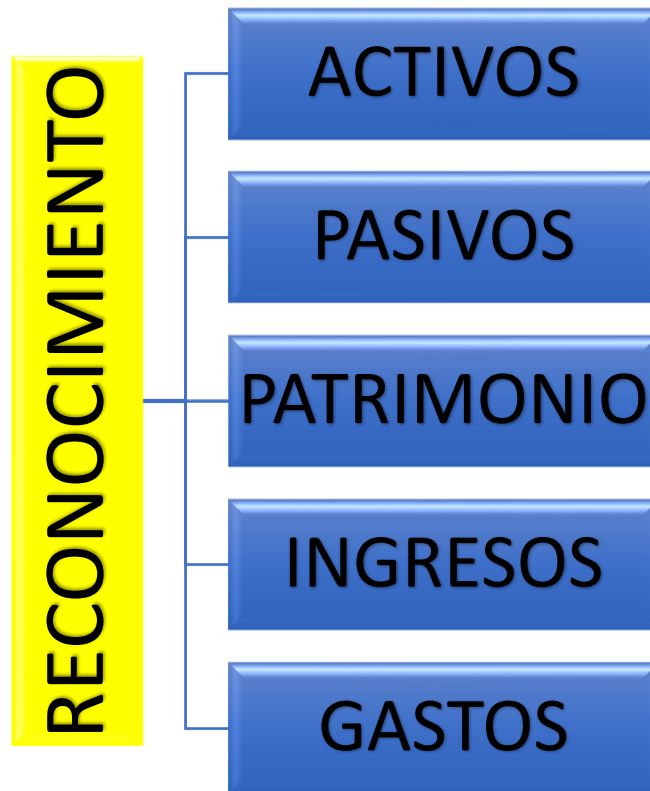 RECONOCIMIENTO
ACTIVOS
PASIVOS
PATRIMONIO
INGRESOS
GASTOS